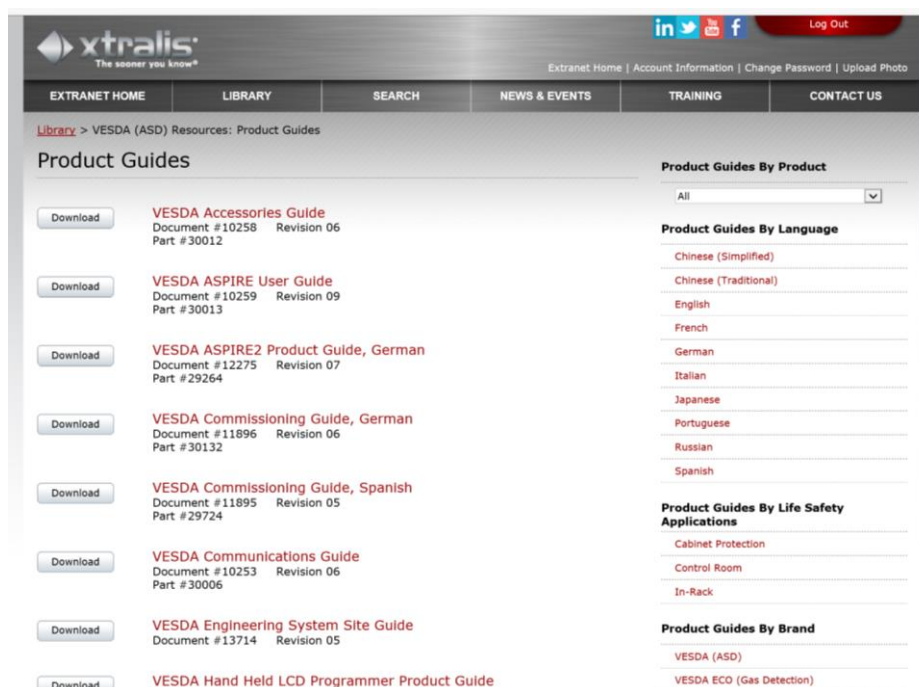 Log Out
xtralis
The sooner you know®
Extranet Home | Account Information | Change Password | Upload Photo
EXTRANET HOME LIBRARY SEARCH NEWS & EVENTS TRAINING CONTACT US
Library > VESDA (ASD) Resources: Product Guides
Product Guides
Download
VESDA Accessories Guide
Document #10258 Revision 06
Part #30012
Download
VESDA ASPIRE User Guide
Document #10259 Revision 09
Part #30013
Download
VESDA ASPIRE2 Product Guide, German
Document #12275 Revision 07
Part #29264
Download
VESDA Commissioning Guide, German
Document #11896 Revision 06
Part #30132
Download
VESDA Commissioning Guide, Spanish
Document #11895 Revision 05
Part #29724
Download
VESDA Communications Guide
Document #10253 Revision 06
Part #30006
Download
VESDA Engineering System Site Guide
Document #13714 Revision 05
Download
VESDA Hand Held LCD Programmer Product Guide
Product Guides By Product
All
Product Guides By Language
Chinese (Simplified)
Chinese (Traditional)
English
French
German
Italian
Japanese
Portuguese
Russian
Spanish
Product Guides By Life Safety
Applications
Cabinet Protection
Control Room
In-Rack
Product Guides By Brand
VESDA (ASD)
VESDA ECO (Gas Detection)